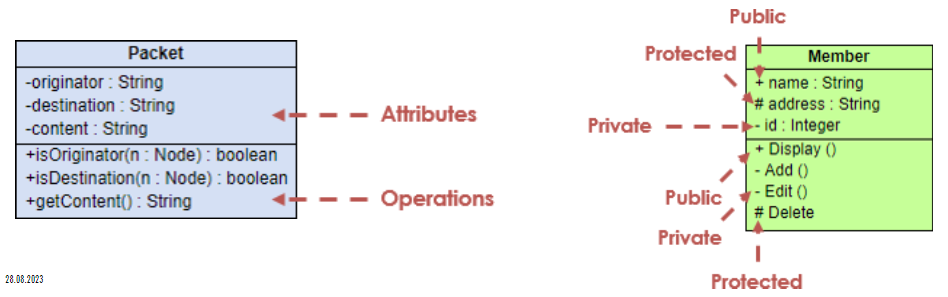 Packet
-originator : String
-destination : String
-content : String
+isOriginator(n : Node) : boolean
+isDestination(n : Node) : boolean
+getContent() : String
Attributes
Operations
Public
Protected
Private
Member
+ name : String
# address : String
- id : Integer
+ Display ()
- Add ()
- Edit ()
# Delete
Public
Private
Protected
28.08.2023